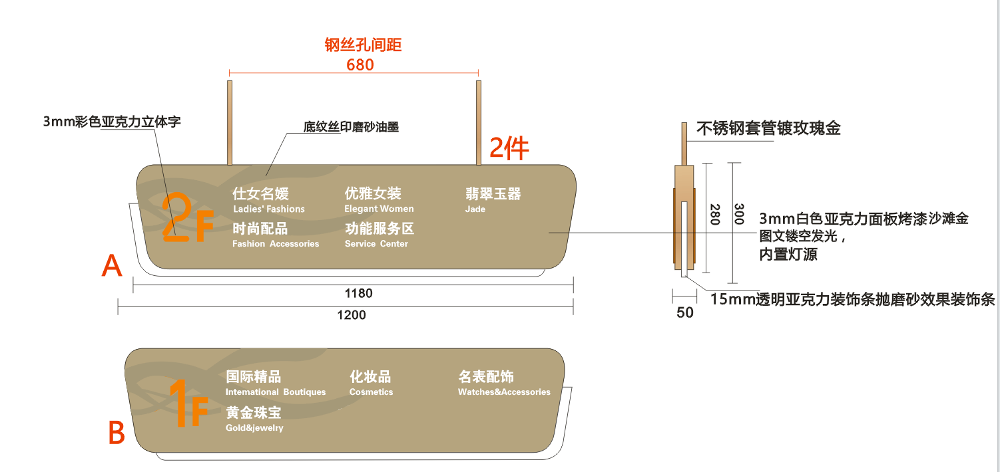 钢丝孔间距
680
3mm彩色亚克力立体字
底纹丝印磨砂油墨
2件
不锈钢套管镀玫瑰金
2F
仕女名媛
Ladies' Fashions
优雅女装
Elegant Women
翡翠玉器
Jade
时尚配品
Fashion Accessories
功能服务区
Service Center
280
300
3mm白色亚克力面板烤漆沙滩金
图文镂空发光，
内置灯源
A
1180
1200
15mm透明亚克力装饰条抛磨砂效果装饰条
50
1F
国际精品
International Boutiques
化妆品
Cosmetics
名表配饰
Watches&Accessories
黄金珠宝
Gold&jewelry
B